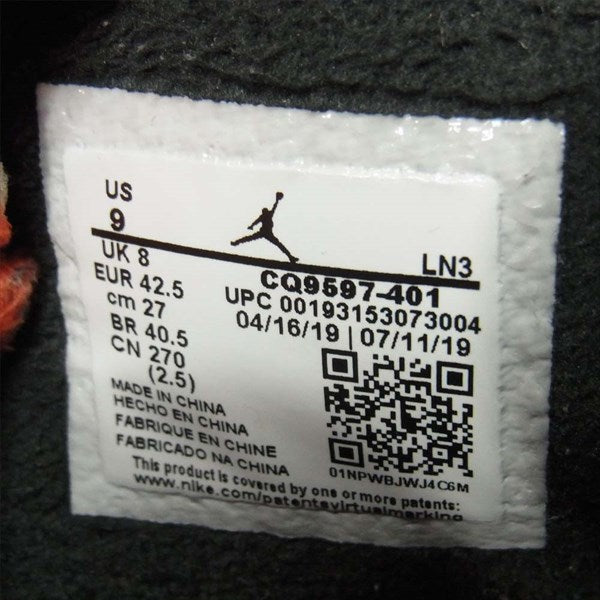 US
9
LN3
UK 8
EUR 42.5
cm 27
BR 40.5
CN 270
(2.5)
CQ9597-401
UPC 00193153073004
04/16/19 | 07/11/19
MADE IN CHINA
HECHO EN CHINA
FABRIQUE EN CHINE
FABRICADO NA CHINA
01NPWBJWJ4C6M
This product is covered by one or more patents:
www.nike.com/patentsvirtualmarking